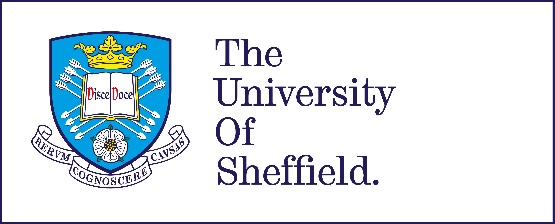 Disce Doce
RERVM COGNOSCERE CAVSAS
The
University
Of
Sheffield.